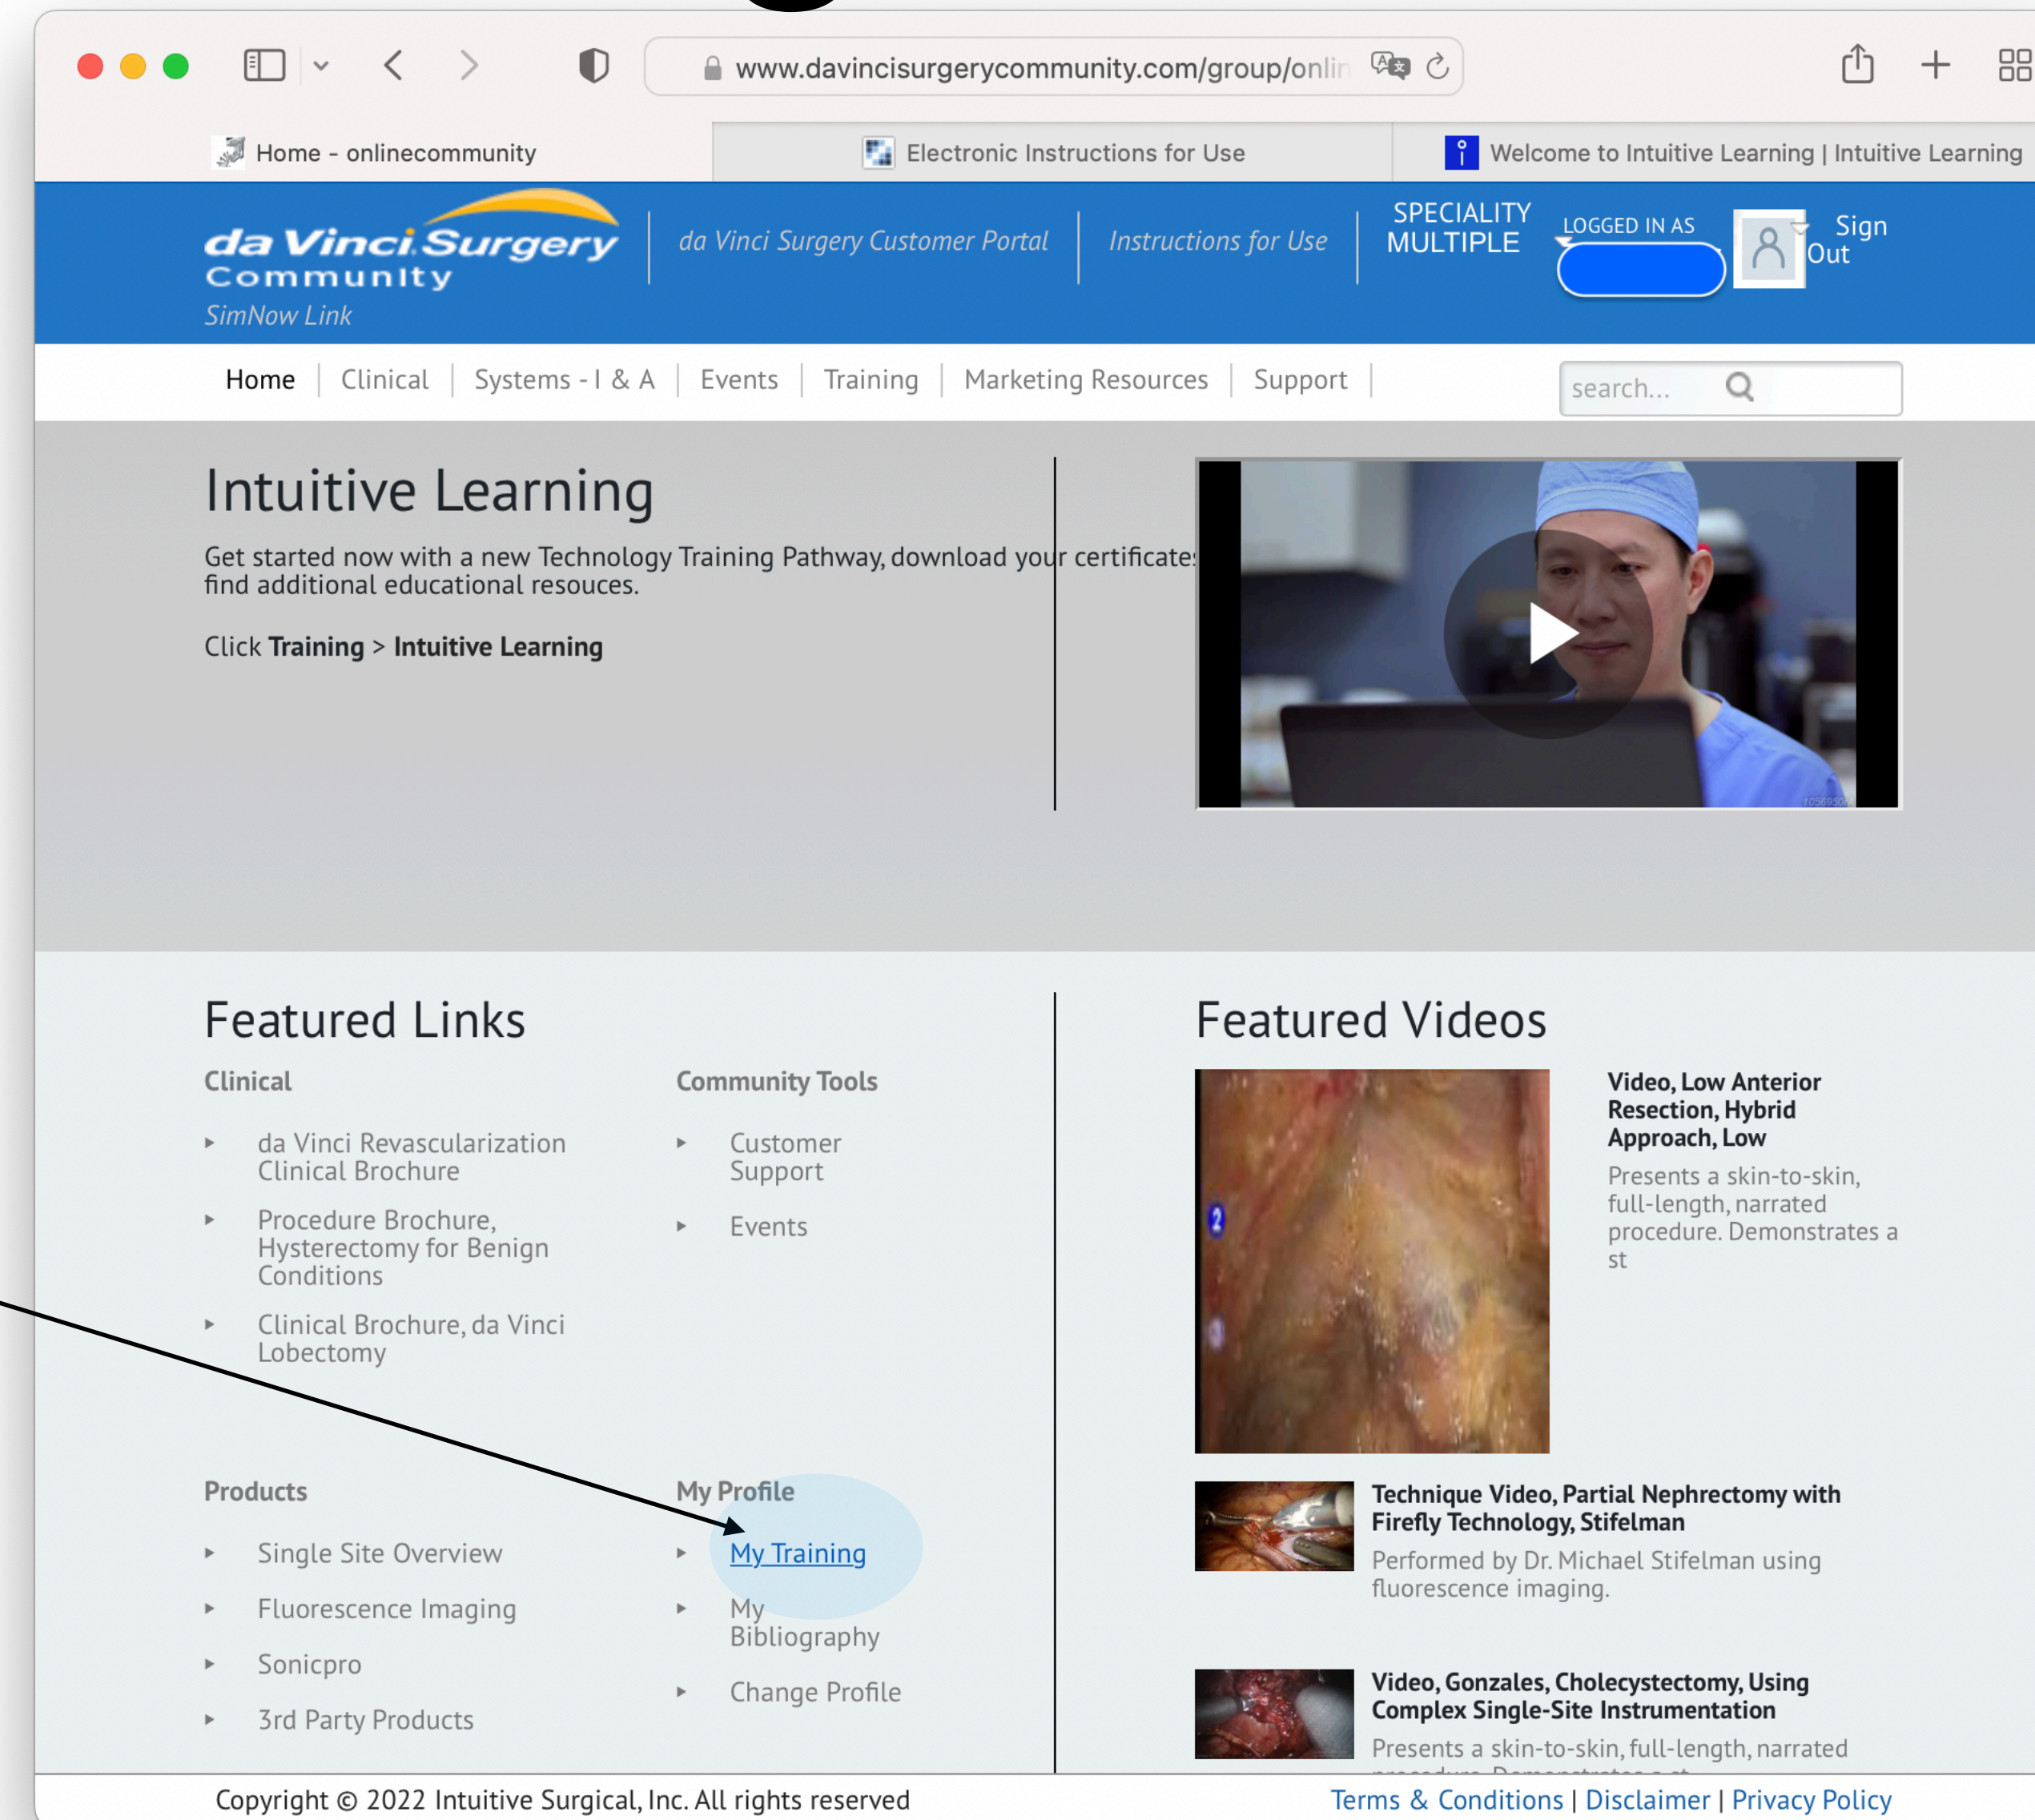 www.davincisurgerycommunity.com/group/onlin
Home - onlinecommunity
Electronic Instructions for Use
Welcome to Intuitive Learning | Intuitive Learning
da Vinci Surgery
Community
SimNow Link
da Vinci Surgery Customer Portal
Instructions for Use
SPECIALITY
MULTIPLE
LOGGED IN AS
Sign
Out
Home
Clinical
Systems - I & A
Events
Training
Marketing Resources
Support
search...
Intuitive Learning
Get started now with a new Technology Training Pathway, download your certificates
find additional educational resouces.
Click Training > Intuitive Learning
Featured Links
Clinical
da Vinci Revascularization
Clinical Brochure
Procedure Brochure,
Hysterectomy for Benign
Conditions
Clinical Brochure, da Vinci
Lobectomy
Community Tools
Customer
Support
Events
Products
Single Site Overview
Fluorescence Imaging
Sonicpro
3rd Party Products
My Profile
My Training
My
Bibliography
Change Profile
Featured Videos
2
Video, Low Anterior
Resection, Hybrid
Approach, Low
Presents a skin-to-skin,
full-length, narrated
procedure. Demonstrates a
st
Technique Video, Partial Nephrectomy with
Firefly Technology, Stifelman
Performed by Dr. Michael Stifelman using
fluorescence imaging.
Video, Gonzales, Cholecystectomy, Using
Complex Single-Site Instrumentation
Presents a skin-to-skin, full-length, narrated
Copyright © 2022 Intuitive Surgical, Inc. All rights reserved
Terms & Conditions | Disclaimer | Privacy Policy